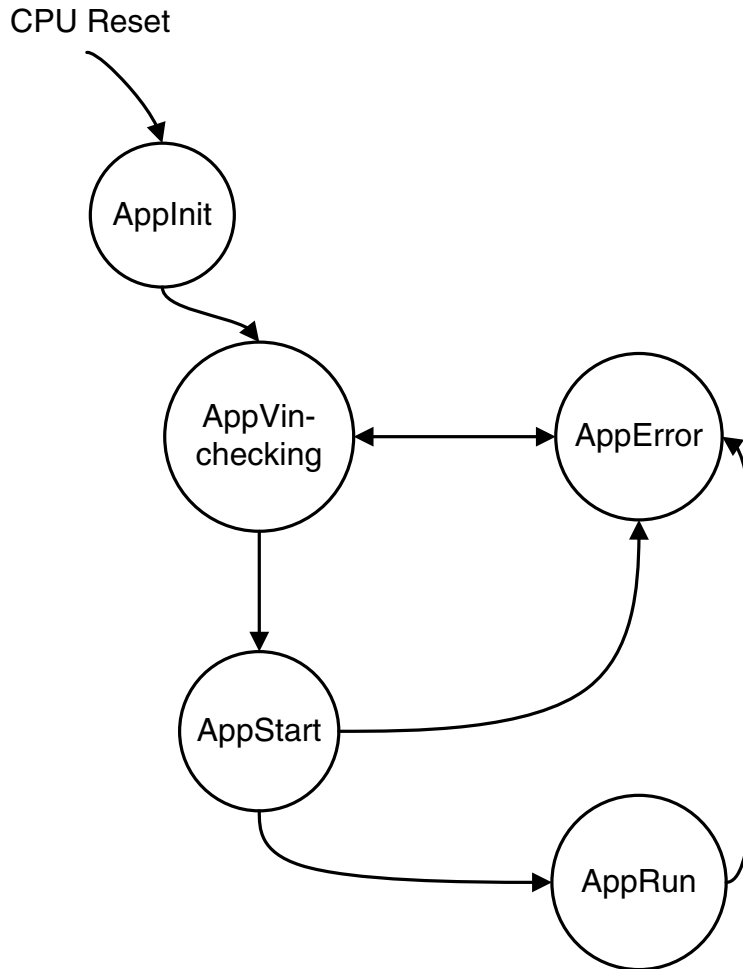 CPU Reset
AppInit
AppVin-
checking
AppError
AppStart
AppRun